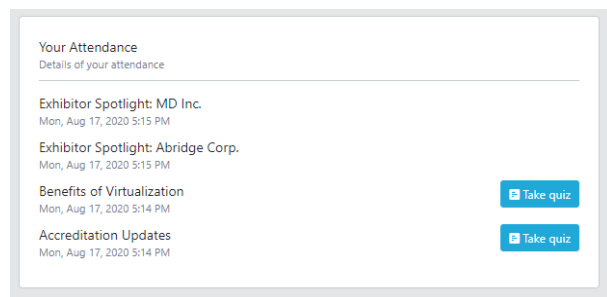 Your Attendance
Details of your attendance
Exhibitor Spotlight: MD Inc.
Mon, Aug 17, 2020 5:15 PM
Exhibitor Spotlight: Abridge Corp.
Mon, Aug 17, 2020 5:15 PM
Benefits of Virtualization
Take quiz
Mon, Aug 17, 2020 5:14 PM
Accreditation Updates
Take quiz
Mon, Aug 17, 2020 5:14 PM